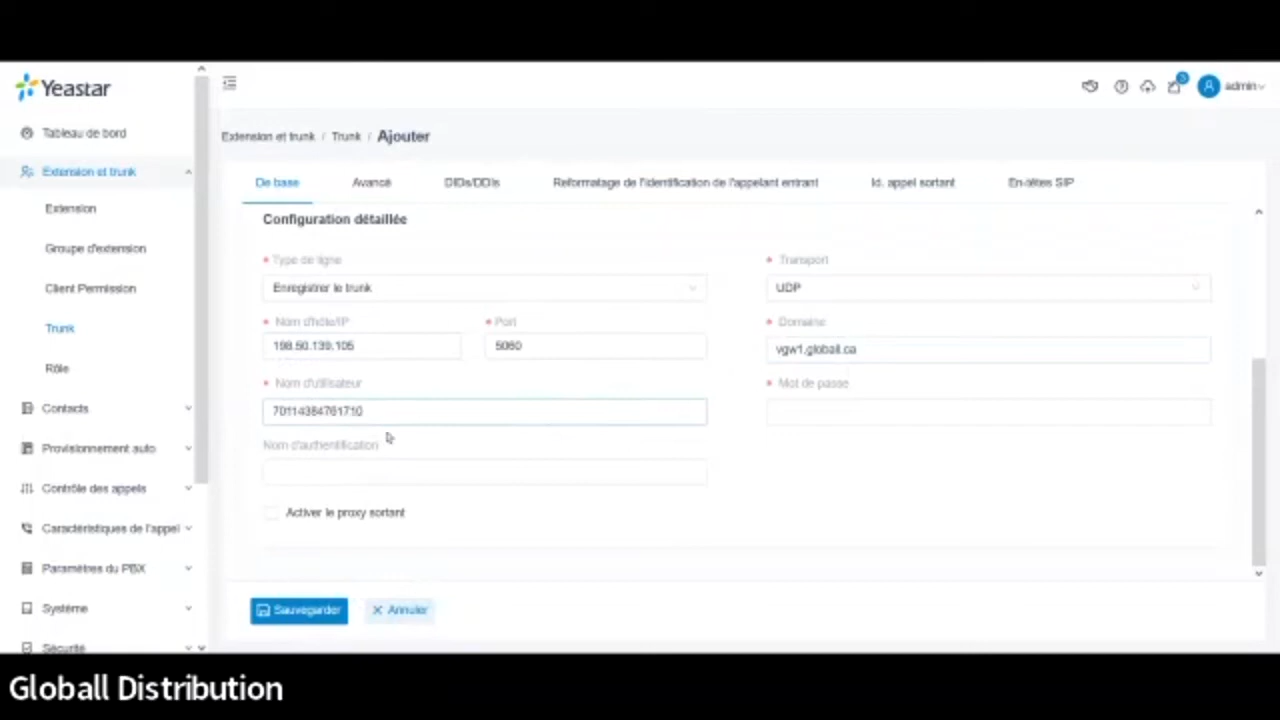 Yeastar
admin
Tableau de bord
Extension et trunk / Trunk / Ajouter
Extension et trunk
De base
Avancé
DIDs/DDIs
Reformatage de l'identification de l'appelant entrant
Id. appel sortant
En-têtes SIP
Extension
Groupe d'extension
Client Permission
Trunk
Rôle
Contacts
Provisionnement auto
Contrôle des appels
Caractéristiques de l'appel
Paramètres du PBX
Système
Sécurité
Configuration détaillée
* Type de ligne
Enregistrer le trunk
* Transport
UDP
* Nom d'hôte/IP
198.50.139.105
* Port
5060
* Domaine
vgw1.globall.ca
* Nom d'utilisateur
70114384761710
* Mot de passe
Nom d'authentification
Activer le proxy sortant
Sauvegarder
Annuler
Globall Distribution